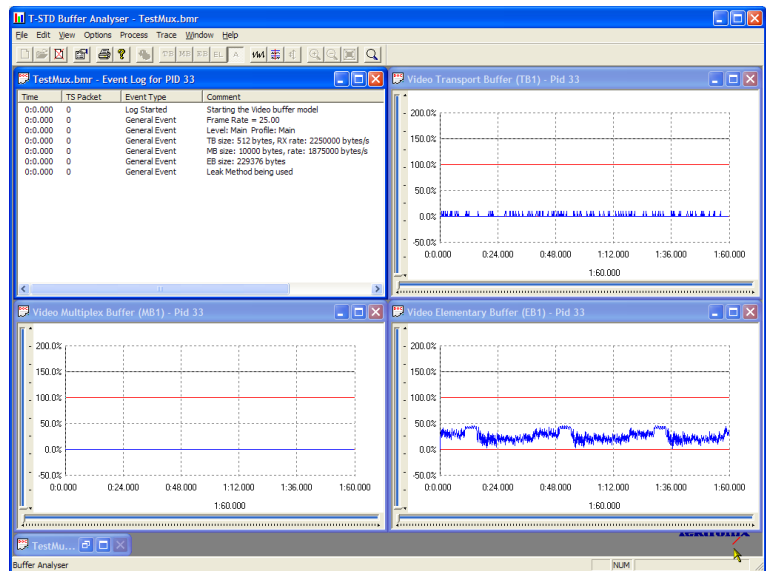 T-STD Buffer Analyser - TestMux.bmr
File Edit View Options Process Trace Window Help
TB MB EB EL A
TestMux.bmr - Event Log for PID 33
Time TS Packet Event Type Comment
0:0.000 0 Log Started Starting the Video buffer model
0:0.000 0 General Event Frame Rate = 25.00
0:0.000 0 General Event Level: Main Profile: Main
0:0.000 0 General Event TB size: 512 bytes, RX rate: 2250000 bytes/s
0:0.000 0 General Event MB size: 10000 bytes, rate: 1875000 bytes/s
0:0.000 0 General Event EB size: 229376 bytes
0:0.000 0 General Event Leak Method being used
Video Transport Buffer (TB1) - Pid 33
200.0%
150.0%
100.0%
50.0%
0.0%
-50.0%
0:0.000 0:24.000 0:48.000 1:12.000 1:36.000 1:60.000
1:60.000
Video Multiplex Buffer (MB1) - Pid 33
200.0%
150.0%
100.0%
50.0%
0.0%
-50.0%
0:0.000 0:24.000 0:48.000 1:12.000 1:36.000 1:60.000
1:60.000
Video Elementary Buffer (EB1) - Pid 33
200.0%
150.0%
100.0%
50.0%
0.0%
-50.0%
0:0.000 0:24.000 0:48.000 1:12.000 1:36.000 1:60.000
1:60.000
TestMu...
Buffer Analyser
NUM